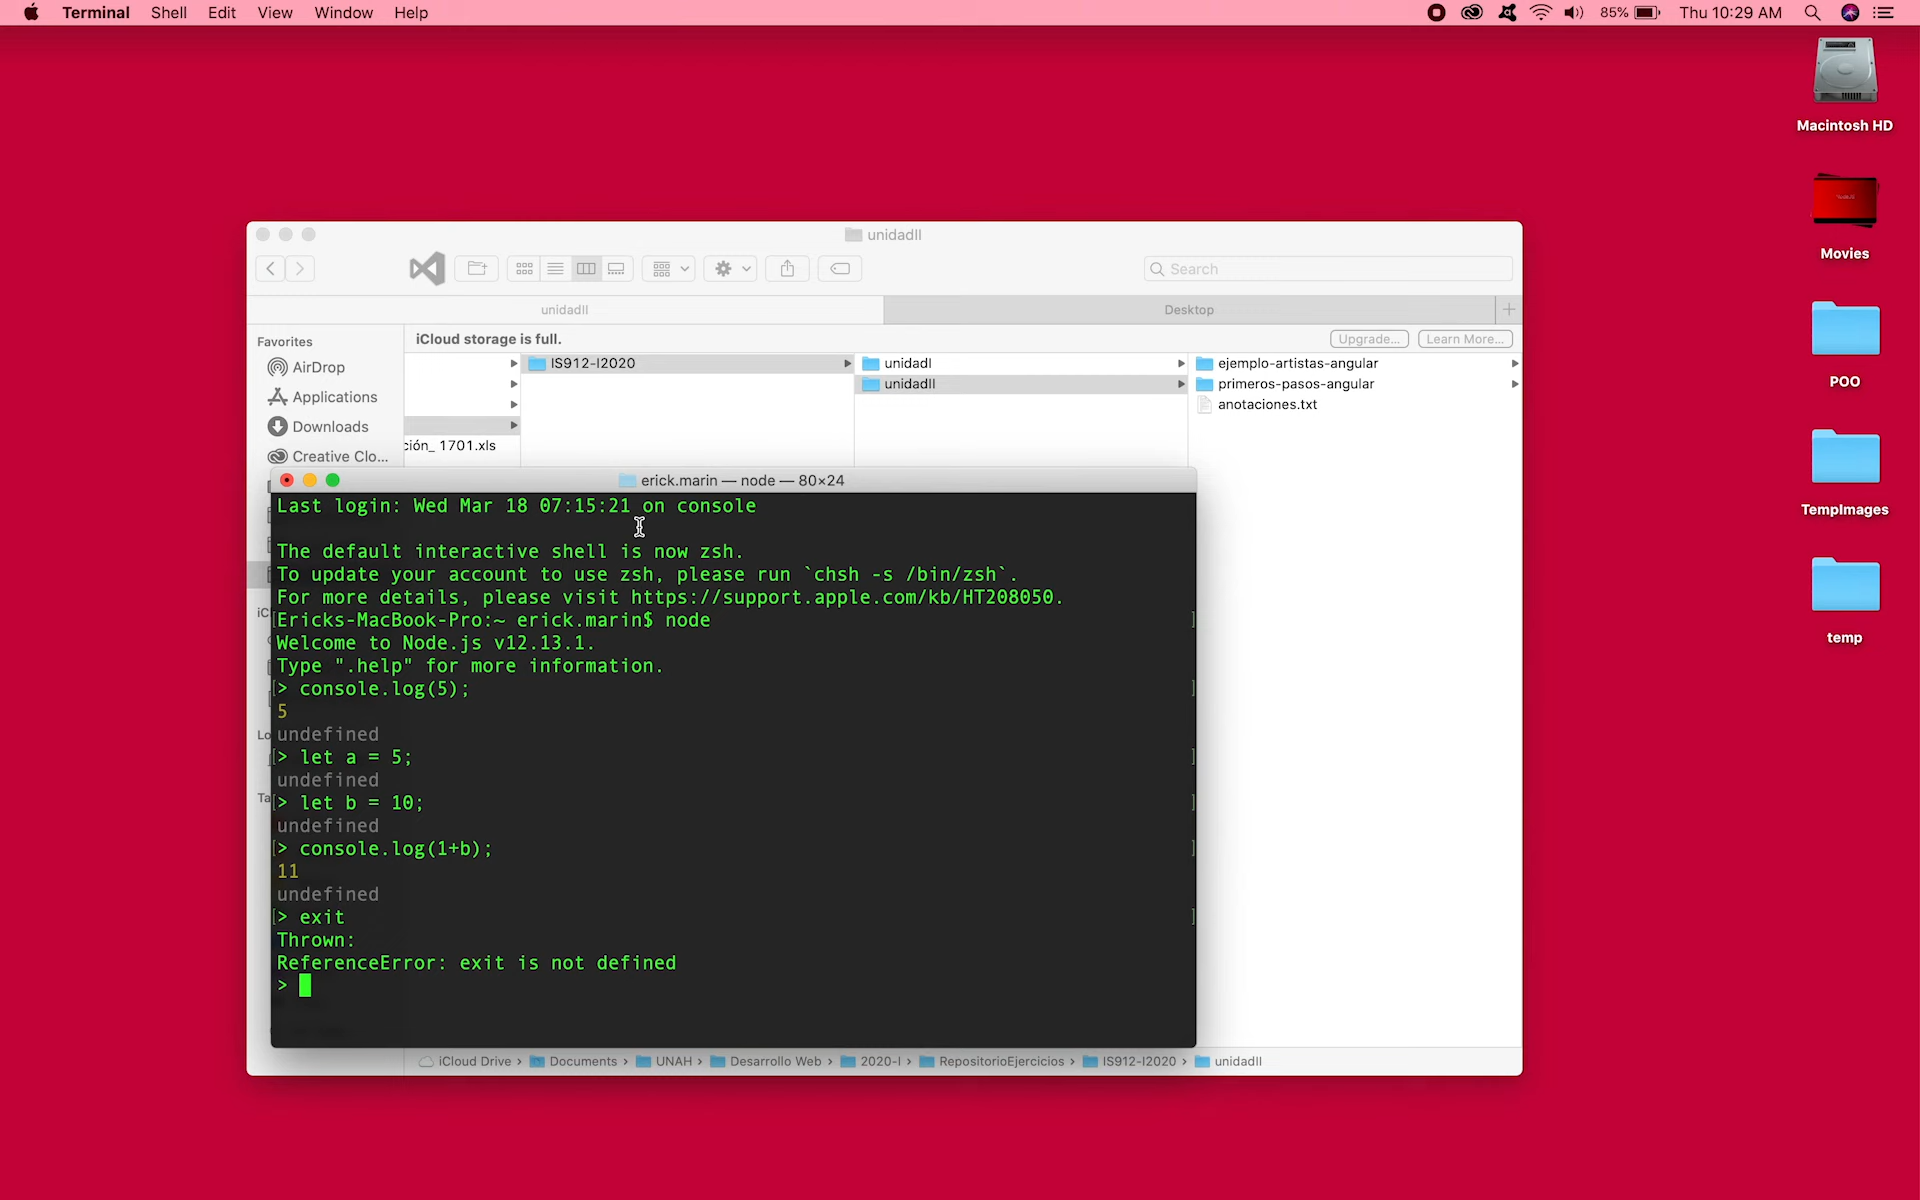 Terminal Shell Edit View Window Help
85% Thu 10:29 AM
Macintosh HD
Movies
POO
TempImages
temp
unidadII
Search
unidadII
Desktop
Favorites
AirDrop
Applications
Downloads
Creative Clo...
iCloud storage is full.
Upgrade...
Learn More...
ción_ 1701.xls
IS912-I2020
unidadI
unidadII
ejemplo-artistas-angular
primeros-pasos-angular
anotaciones.txt
iC
Lo
Ta
erick.marin — node — 80×24
Last login: Wed Mar 18 07:15:21 on console
The default interactive shell is now zsh.
To update your account to use zsh, please run `chsh -s /bin/zsh`.
For more details, please visit https://support.apple.com/kb/HT208050.
[Ericks-MacBook-Pro:~ erick.marin$ node ]
Welcome to Node.js v12.13.1.
Type ".help" for more information.
[> console.log(5); ]
5
undefined
[> let a = 5; ]
undefined
[> let b = 10; ]
undefined
[> console.log(1+b); ]
11
undefined
[> exit ]
Thrown:
ReferenceError: exit is not defined
>
iCloud Drive › Documents › UNAH › Desarrollo Web › 2020-I › RepositorioEjercicios › IS912-I2020 › unidadII